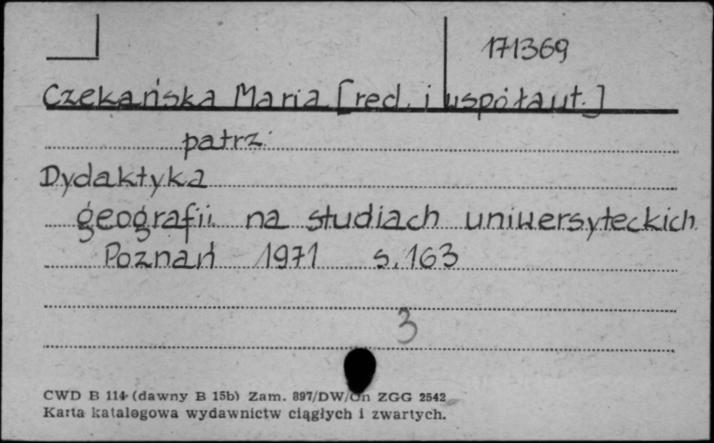 171369
Czekańska Maria [red. i współaut.]
patrz:
Dydaktyka
geografii na studiach uniwersyteckich
Poznań 1971 s. 163
3
CWD B 114 (dawny B 15b) Zam. 897/DW/On ZGG 2542
Karta katalogowa wydawnictw ciągłych i zwartych.